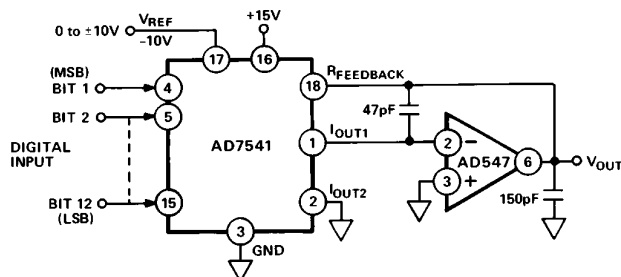 0 to ±10V
VREF
–10V
+15V
17
16
(MSB)
BIT 1
4
18
RFEEDBACK
47pF
BIT 2
5
DIGITAL
INPUT
AD7541
1
IOUT1
2
–
AD547
6
VOUT
3
+
BIT 12
(LSB)
15
2
IOUT2
150pF
3
GND